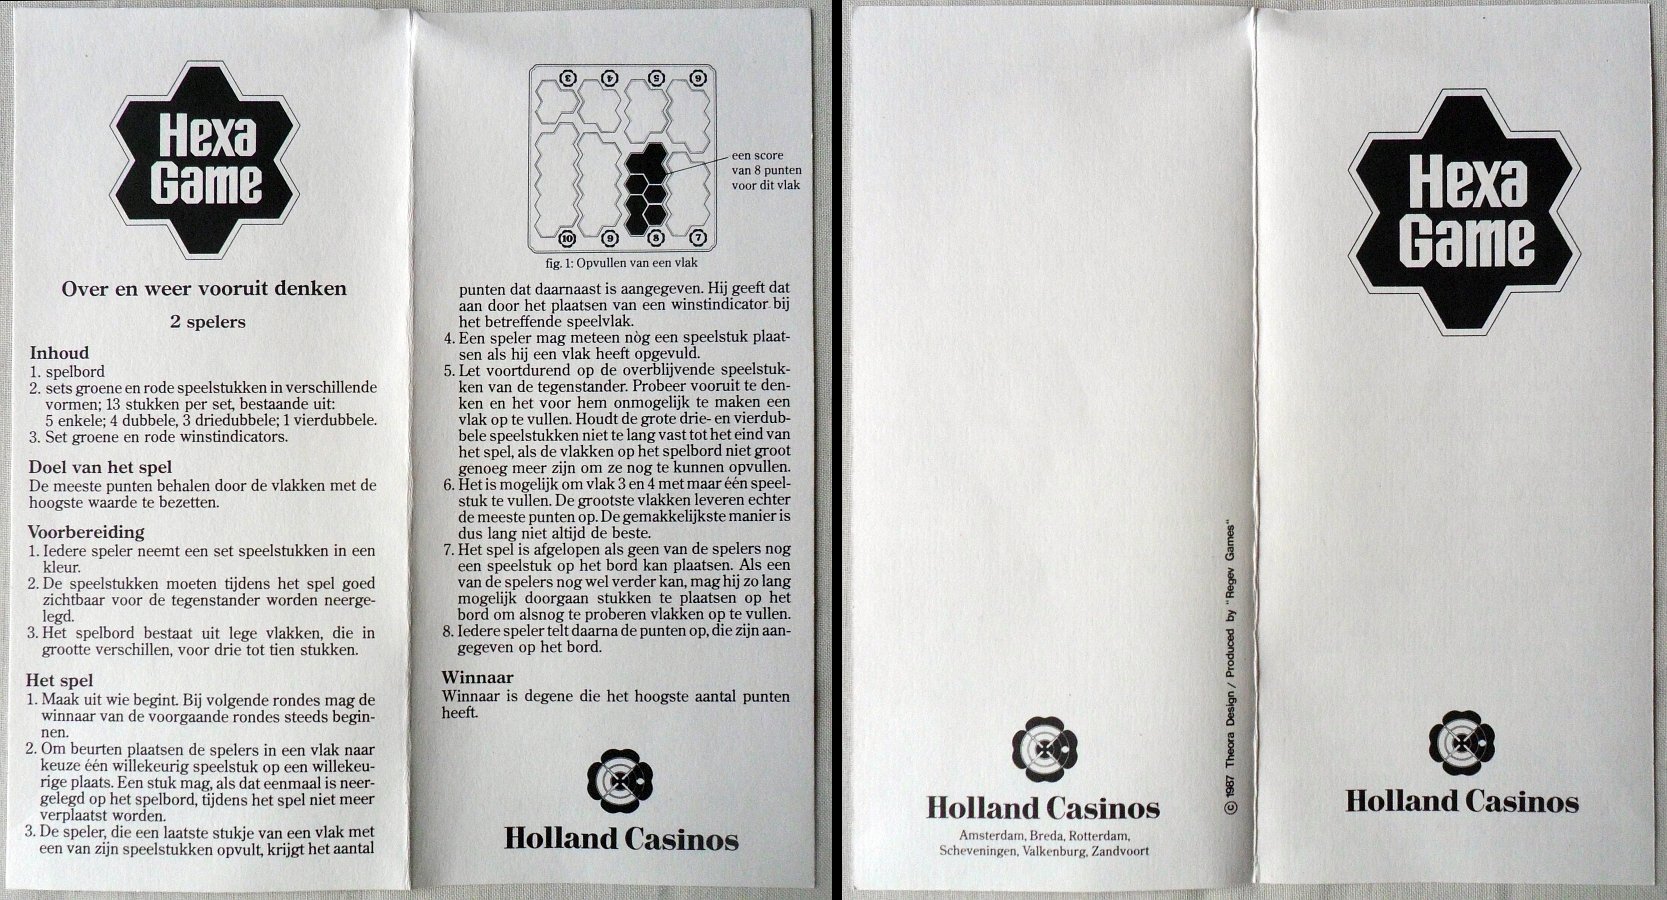 Hexa
Game
Over en weer vooruit denken
2 spelers
Inhoud
1. spelbord
2. sets groene en rode speelstukken in verschillende
vormen; 13 stukken per set, bestaande uit:
5 enkele; 4 dubbele, 3 driedubbele; 1 vierdubbele.
3. Set groene en rode winstindicators.
Doel van het spel
De meeste punten behalen door de vlakken met de
hoogste waarde te bezetten.
Voorbereiding
1. Iedere speler neemt een set speelstukken in een
kleur.
2. De speelstukken moeten tijdens het spel goed
zichtbaar voor de tegenstander worden neerge-
legd.
3. Het spelbord bestaat uit lege vlakken, die in
grootte verschillen, voor drie tot tien stukken.
Het spel
1. Maak uit wie begint. Bij volgende rondes mag de
winnaar van de voorgaande rondes steeds begin-
nen.
2. Om beurten plaatsen de spelers in een vlak naar
keuze één willekeurig speelstuk op een willekeu-
rige plaats. Een stuk mag, als dat eenmaal is neer-
gelegd op het spelbord, tijdens het spel niet meer
verplaatst worden.
3. De speler, die een laatste stukje van een vlak met
een van zijn speelstukken opvult, krijgt het aantal
3 4 5 6
een score
van 8 punten
voor dit vlak
10 9 8 7
fig. 1: Opvullen van een vlak
punten dat daarnaast is aangegeven. Hij geeft dat
aan door het plaatsen van een winstindicator bij
het betreffende speelvlak.
4. Een speler mag meteen nòg een speelstuk plaat-
sen als hij een vlak heeft opgevuld.
5. Let voortdurend op de overblijvende speelstuk-
ken van de tegenstander. Probeer vooruit te den-
ken en het voor hem onmogelijk te maken een
vlak op te vullen. Houdt de grote drie- en vierdub-
bele speelstukken niet te lang vast tot het eind van
het spel, als de vlakken op het spelbord niet groot
genoeg meer zijn om ze nog te kunnen opvullen.
6. Het is mogelijk om vlak 3 en 4 met maar één speel-
stuk te vullen. De grootste vlakken leveren echter
de meeste punten op. De gemakkelijkste manier is
dus lang niet altijd de beste.
7. Het spel is afgelopen als geen van de spelers nog
een speelstuk op het bord kan plaatsen. Als een
van de spelers nog wel verder kan, mag hij zo lang
mogelijk doorgaan stukken te plaatsen op het
bord om alsnog te proberen vlakken op te vullen.
8. Iedere speler telt daarna de punten op, die zijn aan-
gegeven op het bord.
Winnaar
Winnaar is degene die het hoogste aantal punten
heeft.
Holland Casinos
Holland Casinos
Amsterdam, Breda, Rotterdam,
Scheveningen, Valkenburg, Zandvoort
© 1987 Theora Design / Produced by "Regev Games"
Hexa
Game
Holland Casinos